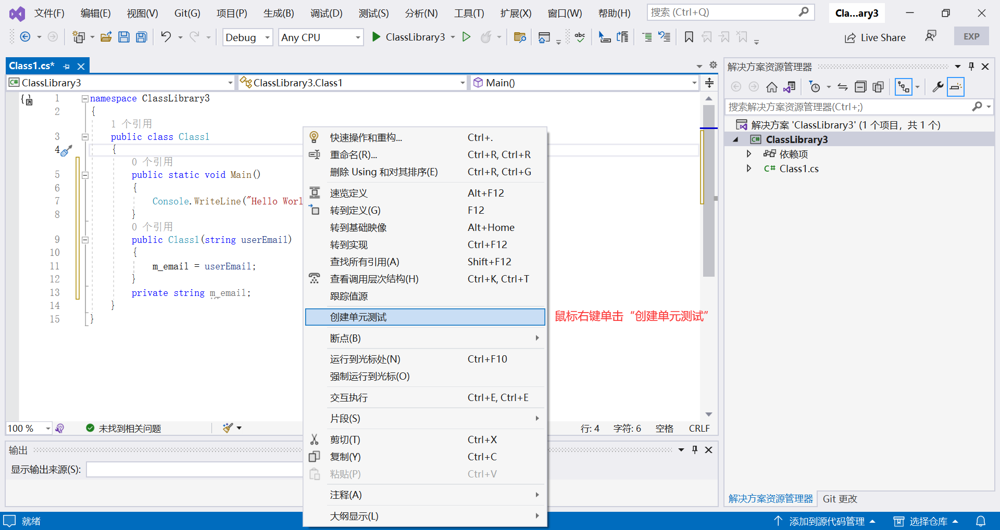 文件(F) 编辑(E) 视图(V) Git(G) 项目(P) 生成(B) 调试(D) 测试(S) 分析(N) 工具(T) 扩展(X) 窗口(W) 帮助(H) 搜索 (Ctrl+Q) Cla...ary3
Debug Any CPU ClassLibrary3 abc Live Share EXP
Class1.cs*
C# ClassLibrary3 ClassLibrary3.Class1 Main()
1 namespace ClassLibrary3
2 {
1 个引用
3 public class Class1
4 {
0 个引用
5 public static void Main()
6 {
7 Console.WriteLine("Hello Worl
8 }
0 个引用
9 public Class1(string userEmail)
10 {
11 m_email = userEmail;
12 }
13 private string m_email;
14 }
15 }
快速操作和重构... Ctrl+.
重命名(R)... Ctrl+R, Ctrl+R
删除 Using 和对其排序(E) Ctrl+R, Ctrl+G
速览定义 Alt+F12
转到定义(G) F12
转到基础映像 Alt+Home
转到实现 Ctrl+F12
查找所有引用(A) Shift+F12
查看调用层次结构(H) Ctrl+K, Ctrl+T
跟踪值源
创建单元测试
断点(B)
运行到光标处(N) Ctrl+F10
强制运行到光标(O)
交互执行 Ctrl+E, Ctrl+E
片段(S)
剪切(T) Ctrl+X
复制(Y) Ctrl+C
粘贴(P) Ctrl+V
注释(A)
大纲显示(L)
鼠标右键单击“创建单元测试”
100 % 未找到相关问题 行: 4 字符: 6 空格 CRLF
输出
显示输出来源(S):
解决方案资源管理器
搜索解决方案资源管理器(Ctrl+;)
解决方案 'ClassLibrary3' (1 个项目，共 1 个)
C# ClassLibrary3
依赖项
C# Class1.cs
解决方案资源管理器 Git 更改
就绪 添加到源代码管理 选择仓库